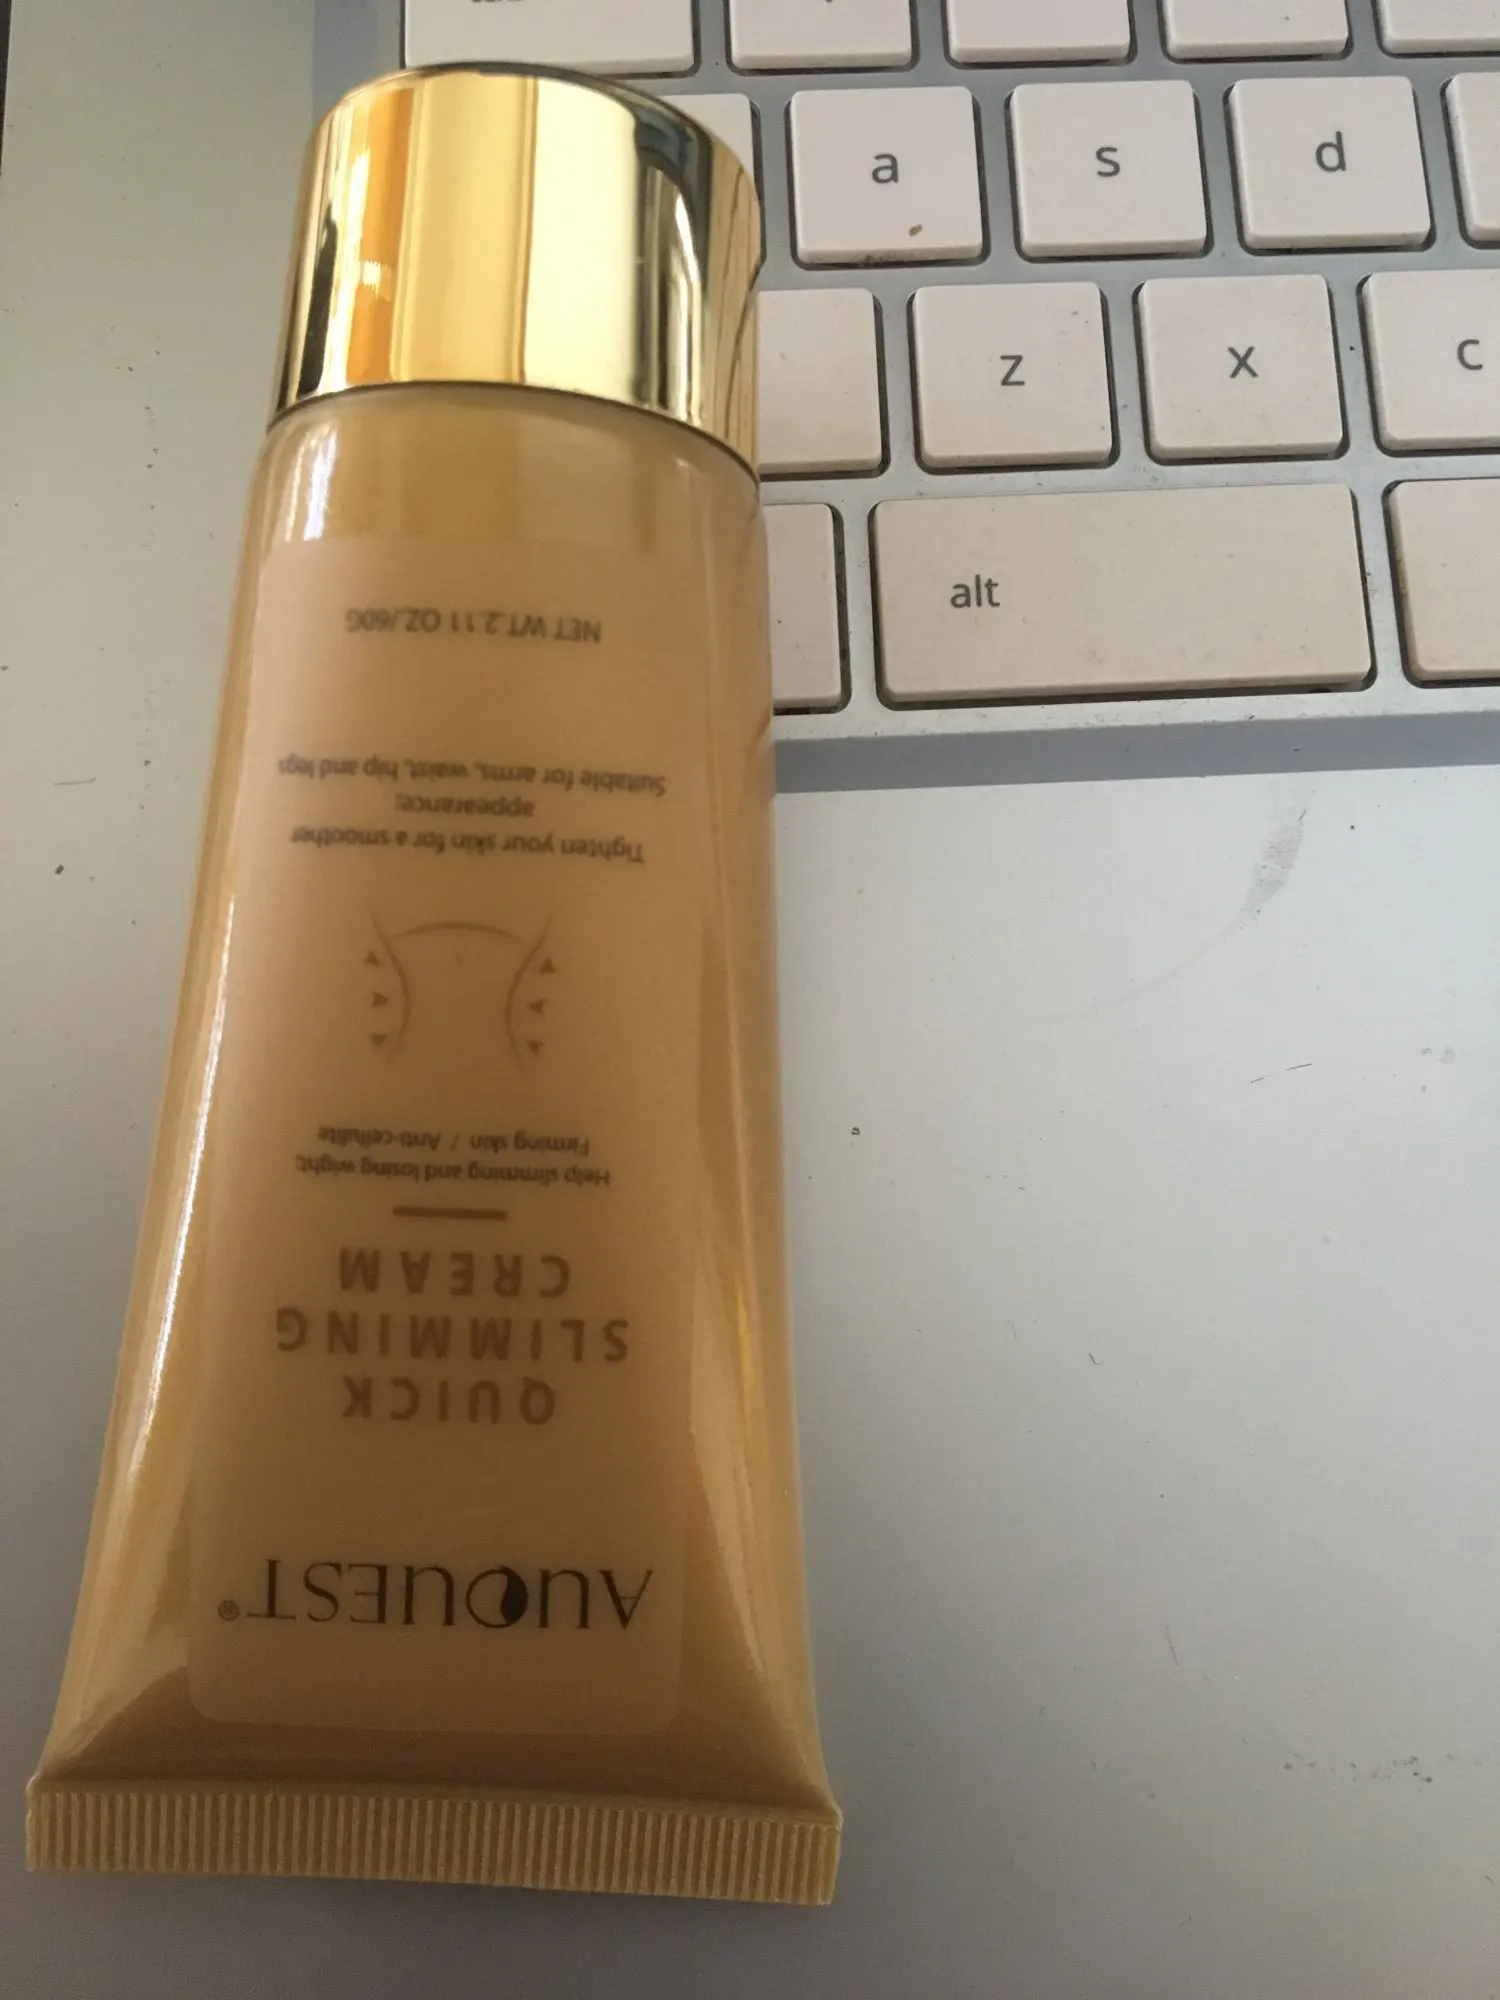 AUQUEST®
QUICK
SLIMMING
CREAM
Help slimming and losing wight;
Firming skin / Anti-cellulite
Tighten your skin for a smoother
appearance;
Suitable for arms, waist, hip and legs
NET WT.2.11 OZ./60G
a s d
z x c
alt